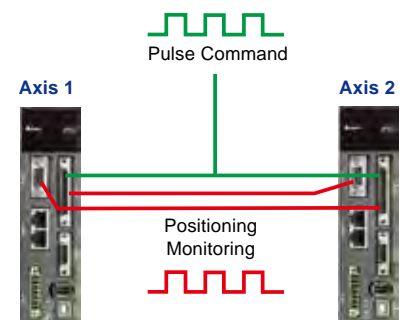 Pulse Command
Axis 1
Axis 2
Positioning
Monitoring